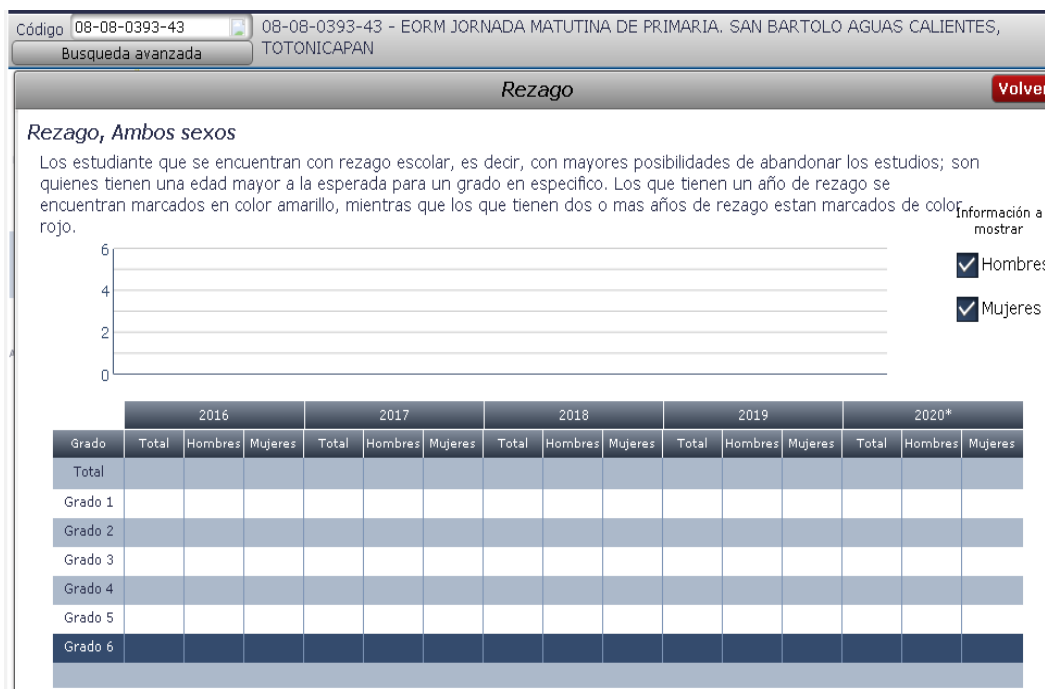 Código 08-08-0393-43
08-08-0393-43 - EORM JORNADA MATUTINA DE PRIMARIA. SAN BARTOLO AGUAS CALIENTES,
TOTONICAPAN
Busqueda avanzada
Rezago
Volver
Rezago, Ambos sexos
Los estudiante que se encuentran con rezago escolar, es decir, con mayores posibilidades de abandonar los estudios; son
quienes tienen una edad mayor a la esperada para un grado en especifico. Los que tienen un año de rezago se
encuentran marcados en color amarillo, mientras que los que tienen dos o mas años de rezago estan marcados de color
rojo.
Información a
mostrar
Hombres
Mujeres
6
4
2
0
2016 2017 2018 2019 2020*
Grado Total Hombres Mujeres Total Hombres Mujeres Total Hombres Mujeres Total Hombres Mujeres Total Hombres Mujeres
Total
Grado 1
Grado 2
Grado 3
Grado 4
Grado 5
Grado 6